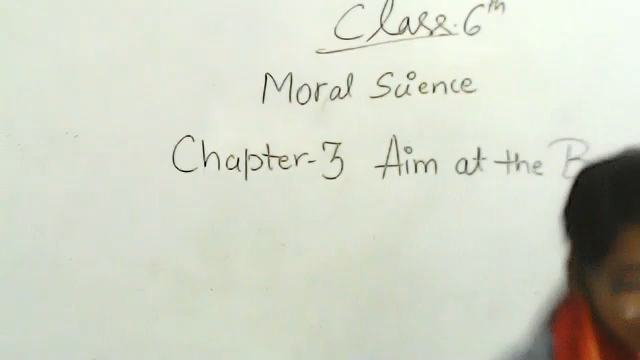 Class. 6th
Moral Science
Chapter-3 Aim at the B